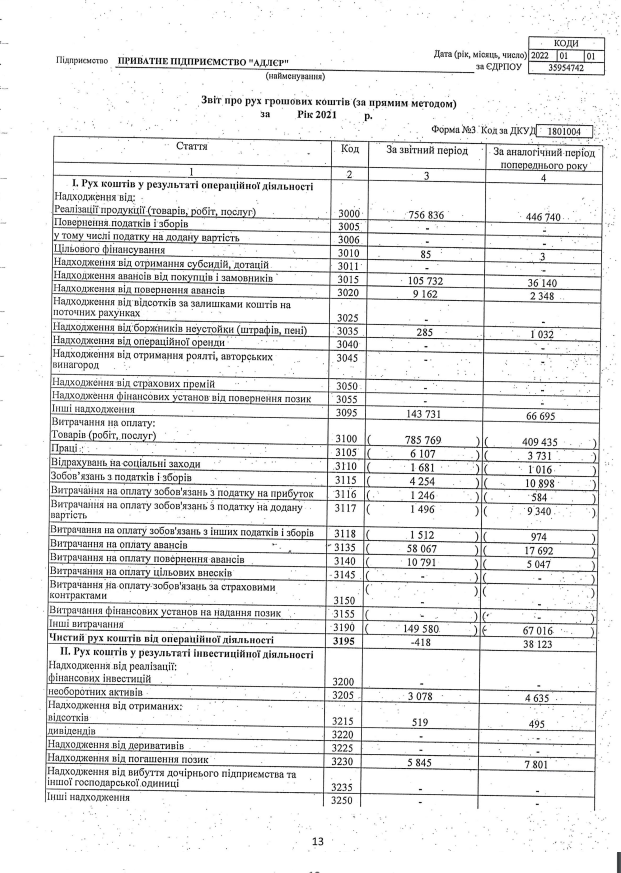 КОДИ
Дата (рік, місяць, число) 2022 01 01
Підприємство ПРИВАТНЕ ПІДПРИЄМСТВО "АДЛЄР" за ЄДРПОУ 35954742
(найменування)
Звіт про рух грошових коштів (за прямим методом)
за Рік 2021 р.
Форма №3 Код за ДКУД 1801004
Стаття Код За звітний період За аналогічний період попереднього року
1 2 3 4
I. Рух коштів у результаті операційної діяльності
Надходження від:
Реалізації продукції (товарів, робіт, послуг) 3000 756 836 446 740
Повернення податків і зборів 3005 - -
у тому числі податку на додану вартість 3006 - -
Цільового фінансування 3010 85 3
Надходження від отримання субсидій, дотацій 3011 - -
Надходження авансів від покупців і замовників 3015 105 732 36 140
Надходження від повернення авансів 3020 9 162 2 348
Надходження від відсотків за залишками коштів на
поточних рахунках 3025 - -
Надходження від боржників неустойки (штрафів, пені) 3035 285 1 032
Надходження від операційної оренди 3040 - -
Надходження від отримання роялті, авторських 3045 - -
винагород
Надходження від страхових премій 3050 - -
Надходження фінансових установ від повернення позик 3055 - -
Інші надходження 3095 143 731 66 695
Витрачання на оплату:
Товарів (робіт, послуг) 3100 ( 785 769 ) ( 409 435 )
Праці 3105 ( 6 107 ) ( 3 731 )
Відрахувань на соціальні заходи 3110 ( 1 681 ) ( 1 016 )
Зобов'язань з податків і зборів 3115 ( 4 254 ) ( 10 898 )
Витрачання на оплату зобов'язань з податку на прибуток 3116 ( 1 246 ) ( 584 )
Витрачання на оплату зобов'язань з податку на додану 3117 ( 1 496 ) ( 9 340 )
вартість
Витрачання на оплату зобов'язань з інших податків і зборів 3118 ( 1 512 ) ( 974 )
Витрачання на оплату авансів 3135 ( 58 067 ) ( 17 692 )
Витрачання на оплату повернення авансів 3140 ( 10 791 ) ( 5 047 )
Витрачання на оплату цільових внесків 3145 ( - ) ( - )
Витрачання на оплату зобов'язань за страховими ( ) ( )
контрактами 3150 - -
Витрачання фінансових установ на надання позик 3155 ( - ) ( - )
Інші витрачання 3190 ( 149 580 ) ( 67 016 )
Чистий рух коштів від операційної діяльності 3195 -418 38 123
II. Рух коштів у результаті інвестиційної діяльності
Надходження від реалізації:
фінансових інвестицій 3200 - -
необоротних активів 3205 3 078 4 635
Надходження від отриманих:
відсотків 3215 519 495
дивідендів 3220 - -
Надходження від деривативів 3225 - -
Надходження від погашення позик 3230 5 845 7 801
Надходження від вибуття дочірнього підприємства та
іншої господарської одиниці 3235 - -
Інші надходження 3250 - -
13